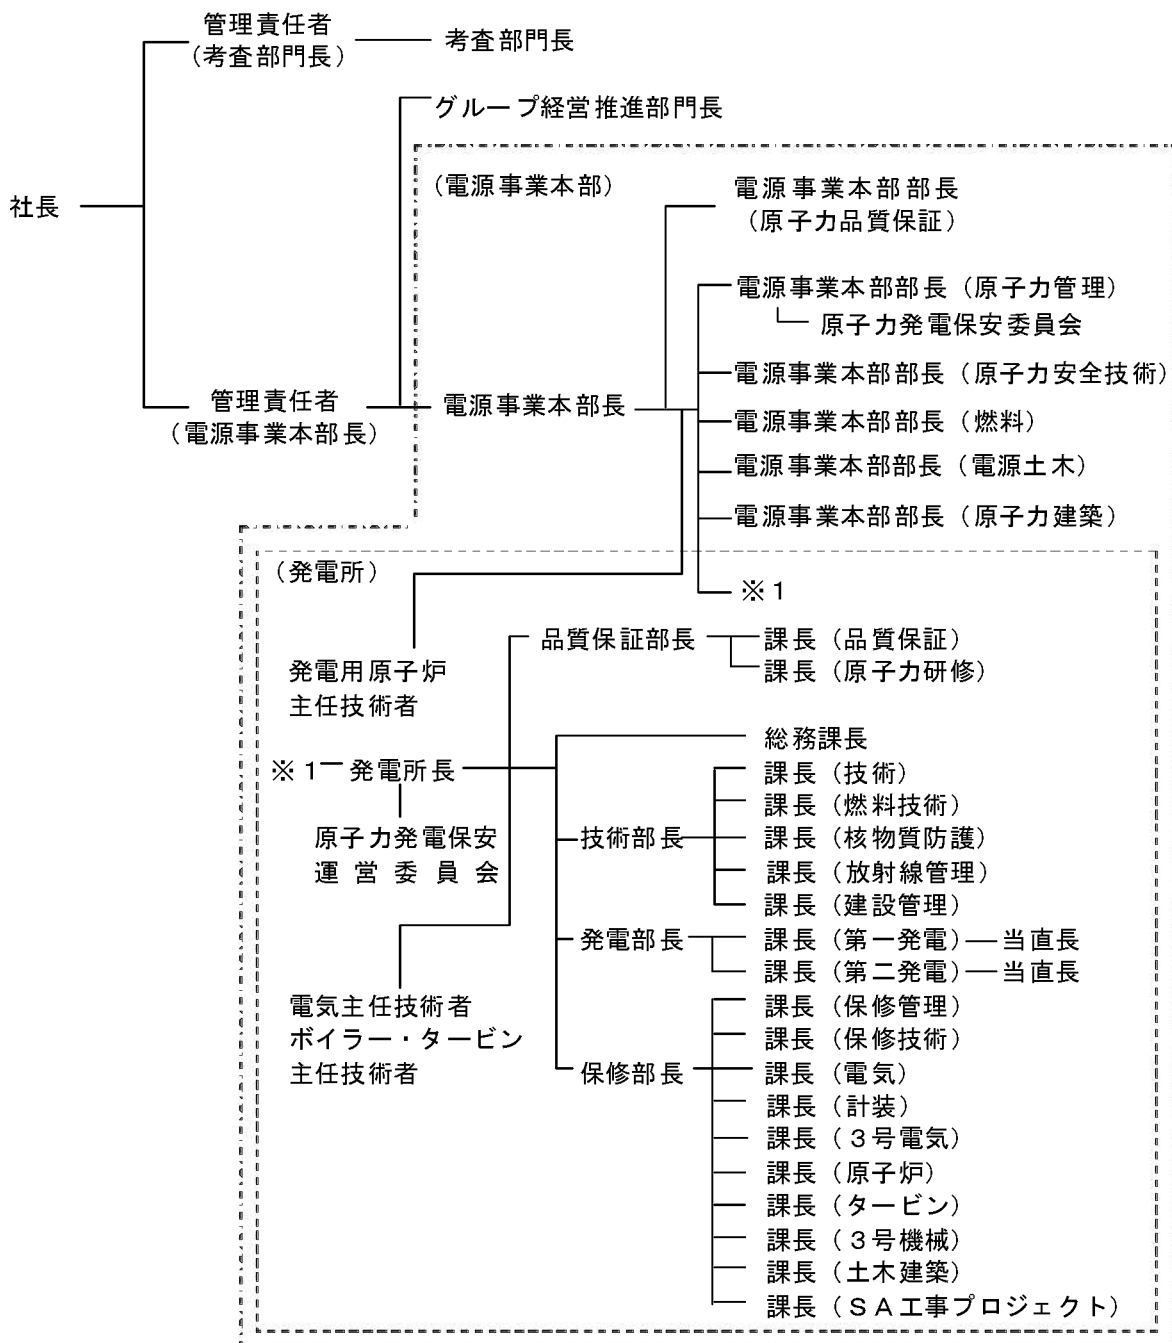 管理責任者
（考査部門長）
考査部門長
グループ経営推進部門長
社長
（電源事業本部）
電源事業本部部長
（原子力品質保証）
電源事業本部部長（原子力管理）
原子力発電保安委員会
電源事業本部部長（原子力安全技術）
管理責任者
（電源事業本部長）
電源事業本部長
電源事業本部部長（燃料）
電源事業本部部長（電源土木）
電源事業本部部長（原子力建築）
※１
（発電所）
発電用原子炉
主任技術者
品質保証部長
課長（品質保証）
課長（原子力研修）
※１
発電所長
原子力発電保安
運営委員会
電気主任技術者
ボイラー・タービン
主任技術者
総務課長
技術部長
課長（技術）
課長（燃料技術）
課長（核物質防護）
課長（放射線管理）
課長（建設管理）
発電部長
課長（第一発電）
当直長
課長（第二発電）
当直長
保修部長
課長（保修管理）
課長（保修技術）
課長（電気）
課長（計装）
課長（３号電気）
課長（原子炉）
課長（タービン）
課長（３号機械）
課長（土木建築）
課長（ＳＡ工事プロジェクト）